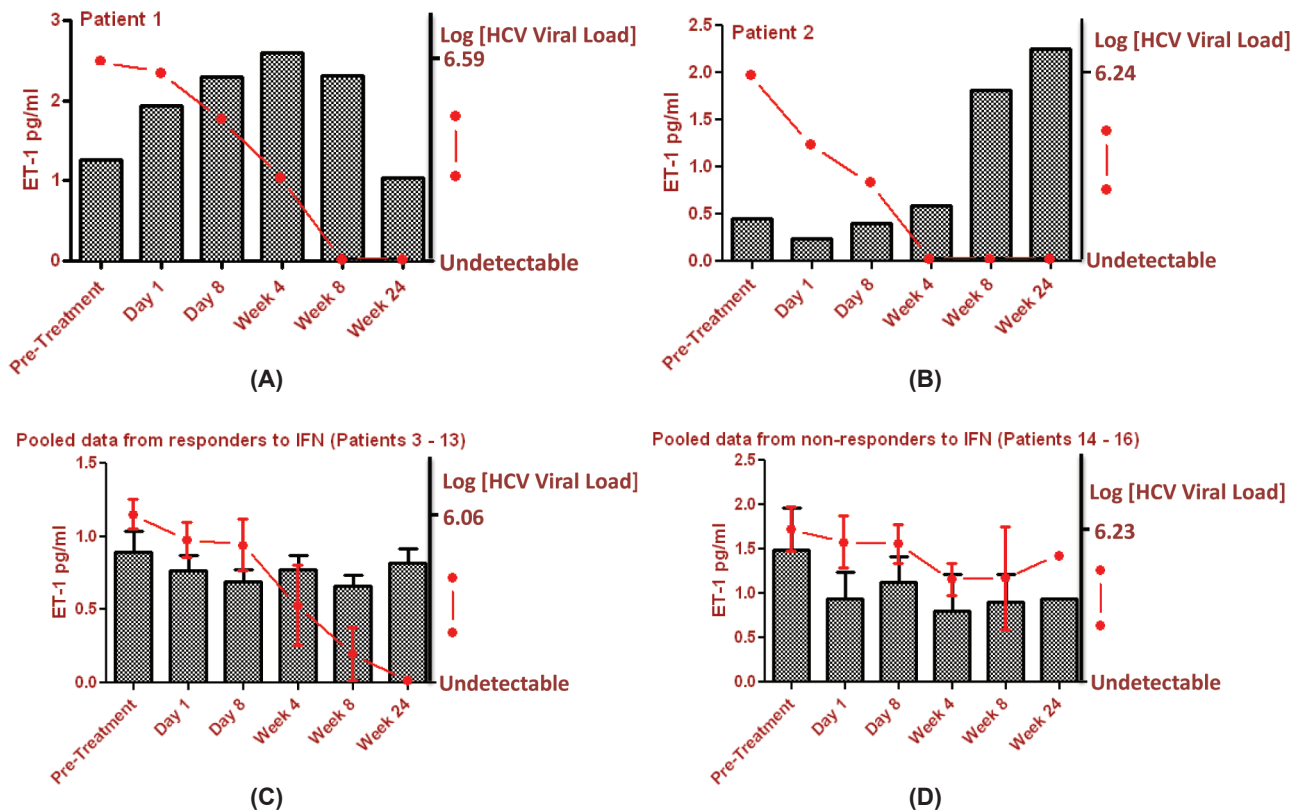 Patient 1
Log [HCV Viral Load]
6.59
ET-1 pg/ml
3
2
1
0
Undetectable
Pre-Treatment
Day 1
Day 8
Week 4
Week 8
Week 24
(A)
Patient 2
Log [HCV Viral Load]
6.24
ET-1 pg/ml
2.5
2.0
1.5
1.0
0.5
0.0
Undetectable
Pre-Treatment
Day 1
Day 8
Week 4
Week 8
Week 24
(B)
Pooled data from responders to IFN (Patients 3 - 13)
Log [HCV Viral Load]
6.06
ET-1 pg/ml
1.5
1.0
0.5
0.0
Undetectable
Pre-Treatment
Day 1
Day 8
Week 4
Week 8
Week 24
(C)
Pooled data from non-responders to IFN (Patients 14 - 16)
Log [HCV Viral Load]
6.23
ET-1 pg/ml
2.5
2.0
1.5
1.0
0.5
0.0
Undetectable
Pre-Treatment
Day 1
Day 8
Week 4
Week 8
Week 24
(D)